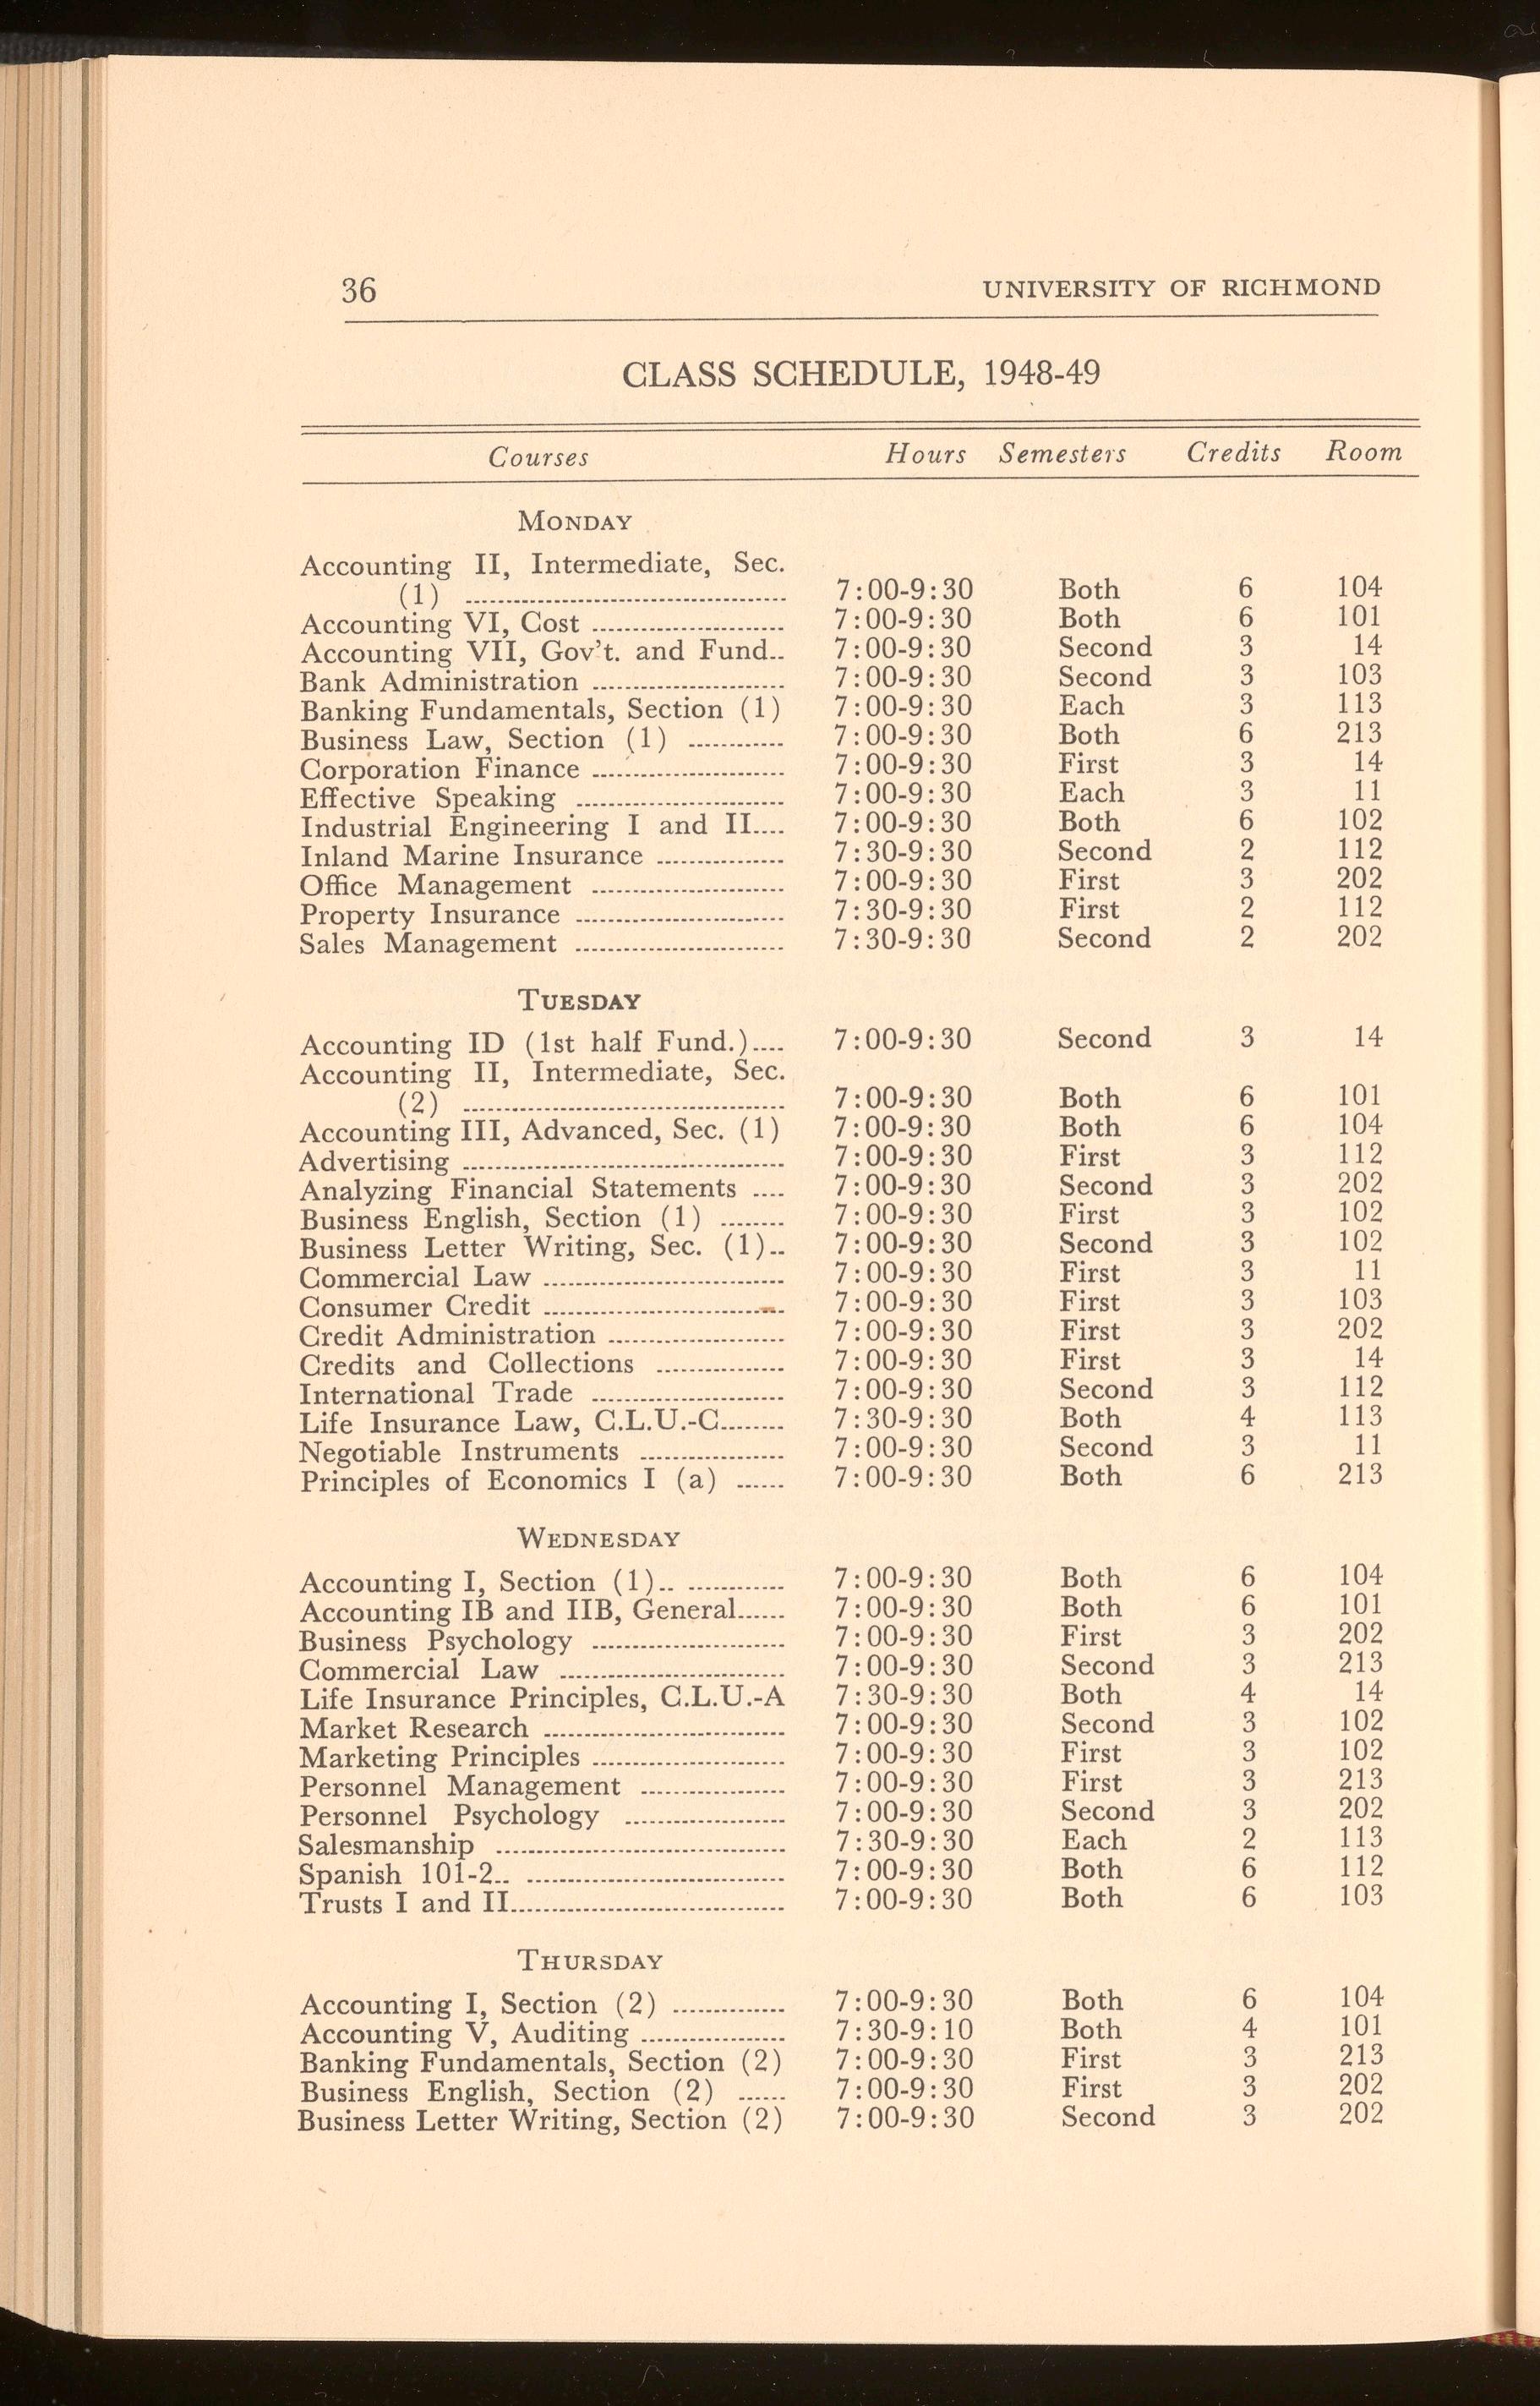 36 UNIVERSITY OF RICHMOND
CLASS SCHEDULE, 1948-49
Courses Hours Semesters Credits Room
MONDAY
Accounting II, Intermediate, Sec.
(1) ........ 7:00-9:30 Both 6 104
Accounting VI, Cost ........ 7:00-9:30 Both 6 101
Accounting VII, Gov't. and Fund.. 7:00-9:30 Second 3 14
Bank Administration ........ 7:00-9:30 Second 3 103
Banking Fundamentals, Section (1) 7:00-9:30 Each 3 113
Business Law, Section (1) ........ 7:00-9:30 Both 6 213
Corporation Finance ........ 7:00-9:30 First 3 14
Effective Speaking ........ 7:00-9:30 Each 3 11
Industrial Engineering I and II.... 7:00-9:30 Both 6 102
Inland Marine Insurance ........ 7:30-9:30 Second 2 112
Office Management ........ 7:00-9:30 First 3 202
Property Insurance ........ 7:30-9:30 First 2 112
Sales Management ........ 7:30-9:30 Second 2 202
TUESDAY
Accounting ID (1st half Fund.).... 7:00-9:30 Second 3 14
Accounting II, Intermediate, Sec.
(2) ........ 7:00-9:30 Both 6 101
Accounting III, Advanced, Sec. (1) 7:00-9:30 Both 6 104
Advertising ........ 7:00-9:30 First 3 112
Analyzing Financial Statements .... 7:00-9:30 Second 3 202
Business English, Section (1) ........ 7:00-9:30 First 3 102
Business Letter Writing, Sec. (1).. 7:00-9:30 Second 3 102
Commercial Law ........ 7:00-9:30 First 3 11
Consumer Credit ........ 7:00-9:30 First 3 103
Credit Administration ........ 7:00-9:30 First 3 202
Credits and Collections ........ 7:00-9:30 First 3 14
International Trade ........ 7:00-9:30 Second 3 112
Life Insurance Law, C.L.U.-C........ 7:30-9:30 Both 4 113
Negotiable Instruments ........ 7:00-9:30 Second 3 11
Principles of Economics I (a) ...... 7:00-9:30 Both 6 213
WEDNESDAY
Accounting I, Section (1).. ........ 7:00-9:30 Both 6 104
Accounting IB and IIB, General...... 7:00-9:30 Both 6 101
Business Psychology ........ 7:00-9:30 First 3 202
Commercial Law ........ 7:00-9:30 Second 3 213
Life Insurance Principles, C.L.U.-A 7:30-9:30 Both 4 14
Market Research ........ 7:00-9:30 Second 3 102
Marketing Principles ........ 7:00-9:30 First 3 102
Personnel Management ........ 7:00-9:30 First 3 213
Personnel Psychology ........ 7:00-9:30 Second 3 202
Salesmanship ........ 7:30-9:30 Each 2 113
Spanish 101-2.. ........ 7:00-9:30 Both 6 112
Trusts I and II........ 7:00-9:30 Both 6 103
THURSDAY
Accounting I, Section (2) ........ 7:00-9:30 Both 6 104
Accounting V, Auditing ........ 7:30-9:10 Both 4 101
Banking Fundamentals, Section (2) 7:00-9:30 First 3 213
Business English, Section (2) ...... 7:00-9:30 First 3 202
Business Letter Writing, Section (2) 7:00-9:30 Second 3 202